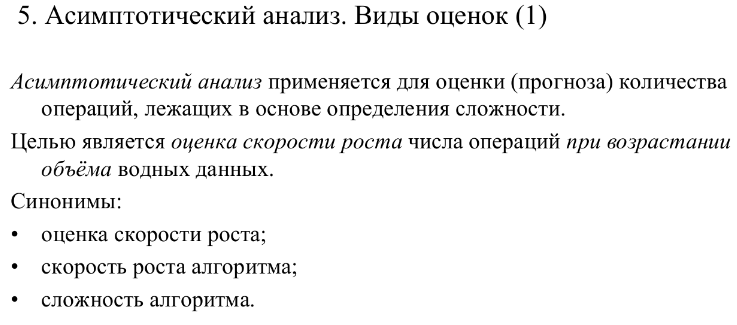 5. Асимптотический анализ. Виды оценок (1)
Асимптотический анализ применяется для оценки (прогноза) количества
операций, лежащих в основе определения сложности.
Целью является оценка скорости роста числа операций при возрастании
объёма водных данных.
Синонимы:
• оценка скорости роста;
• скорость роста алгоритма;
• сложность алгоритма.